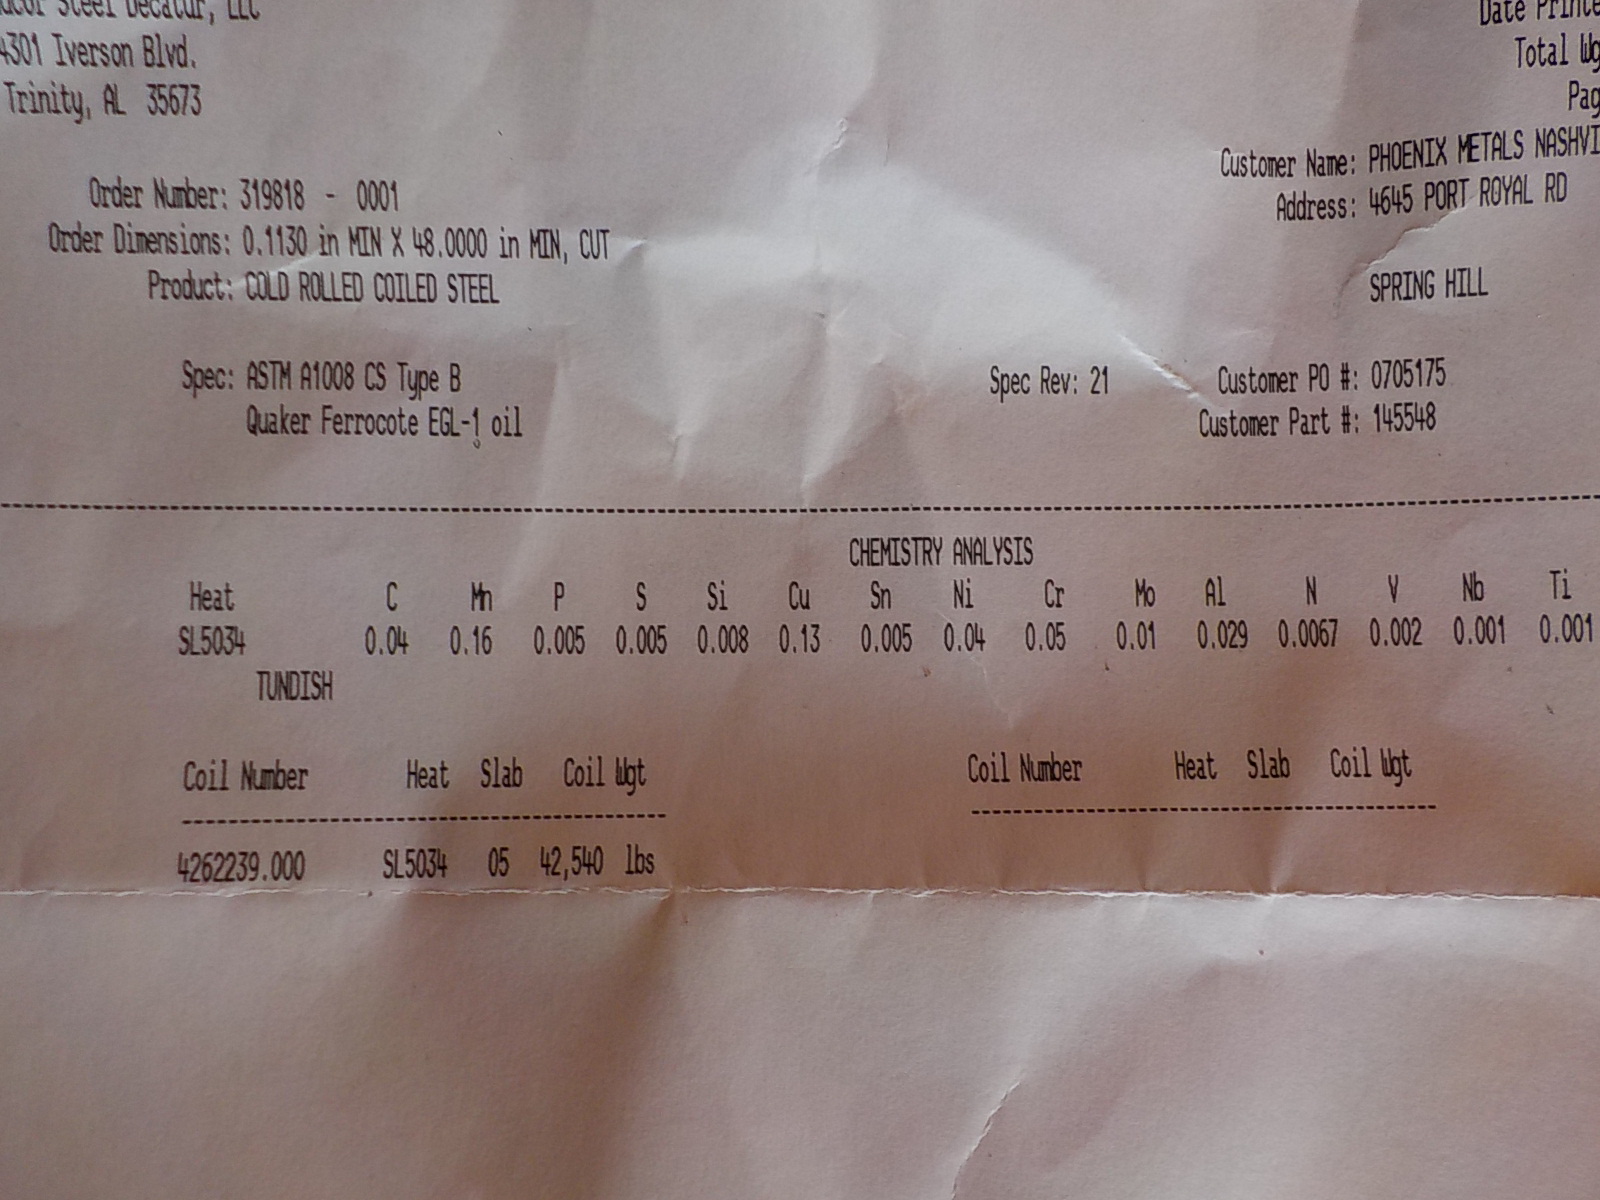 Steel Decatur, LLC
4301 Iverson Blvd.
Trinity, AL 35673
Date
Total
Customer Name: PHOENIX METALS
Address: 4645 PORT ROYAL RD
SPRING HILL
Order Number: 319818 - 0001
Order Dimensions: 0.1130 in MIN X 48.0000 in MIN, CUT
Product: COLD ROLLED COILED STEEL
Spec: ASTM A1008 CS Type B
Quaker Ferrocote EGL-1 oil
Spec Rev: 21
Customer PO #: 0705175
Customer Part #: 145548
CHEMISTRY ANALYSIS
Heat C Mn P S Si Cu Sn Ni Cr Mo Al N V Nb Ti
SL5034 0.04 0.16 0.005 0.005 0.008 0.13 0.005 0.04 0.05 0.01 0.029 0.0067 0.002 0.001 0.001
TUNDISH
Coil Number Heat Slab Coil Wgt Coil Number Heat Slab Coil Wgt
4262239.000 SL5034 05 42,540 lbs